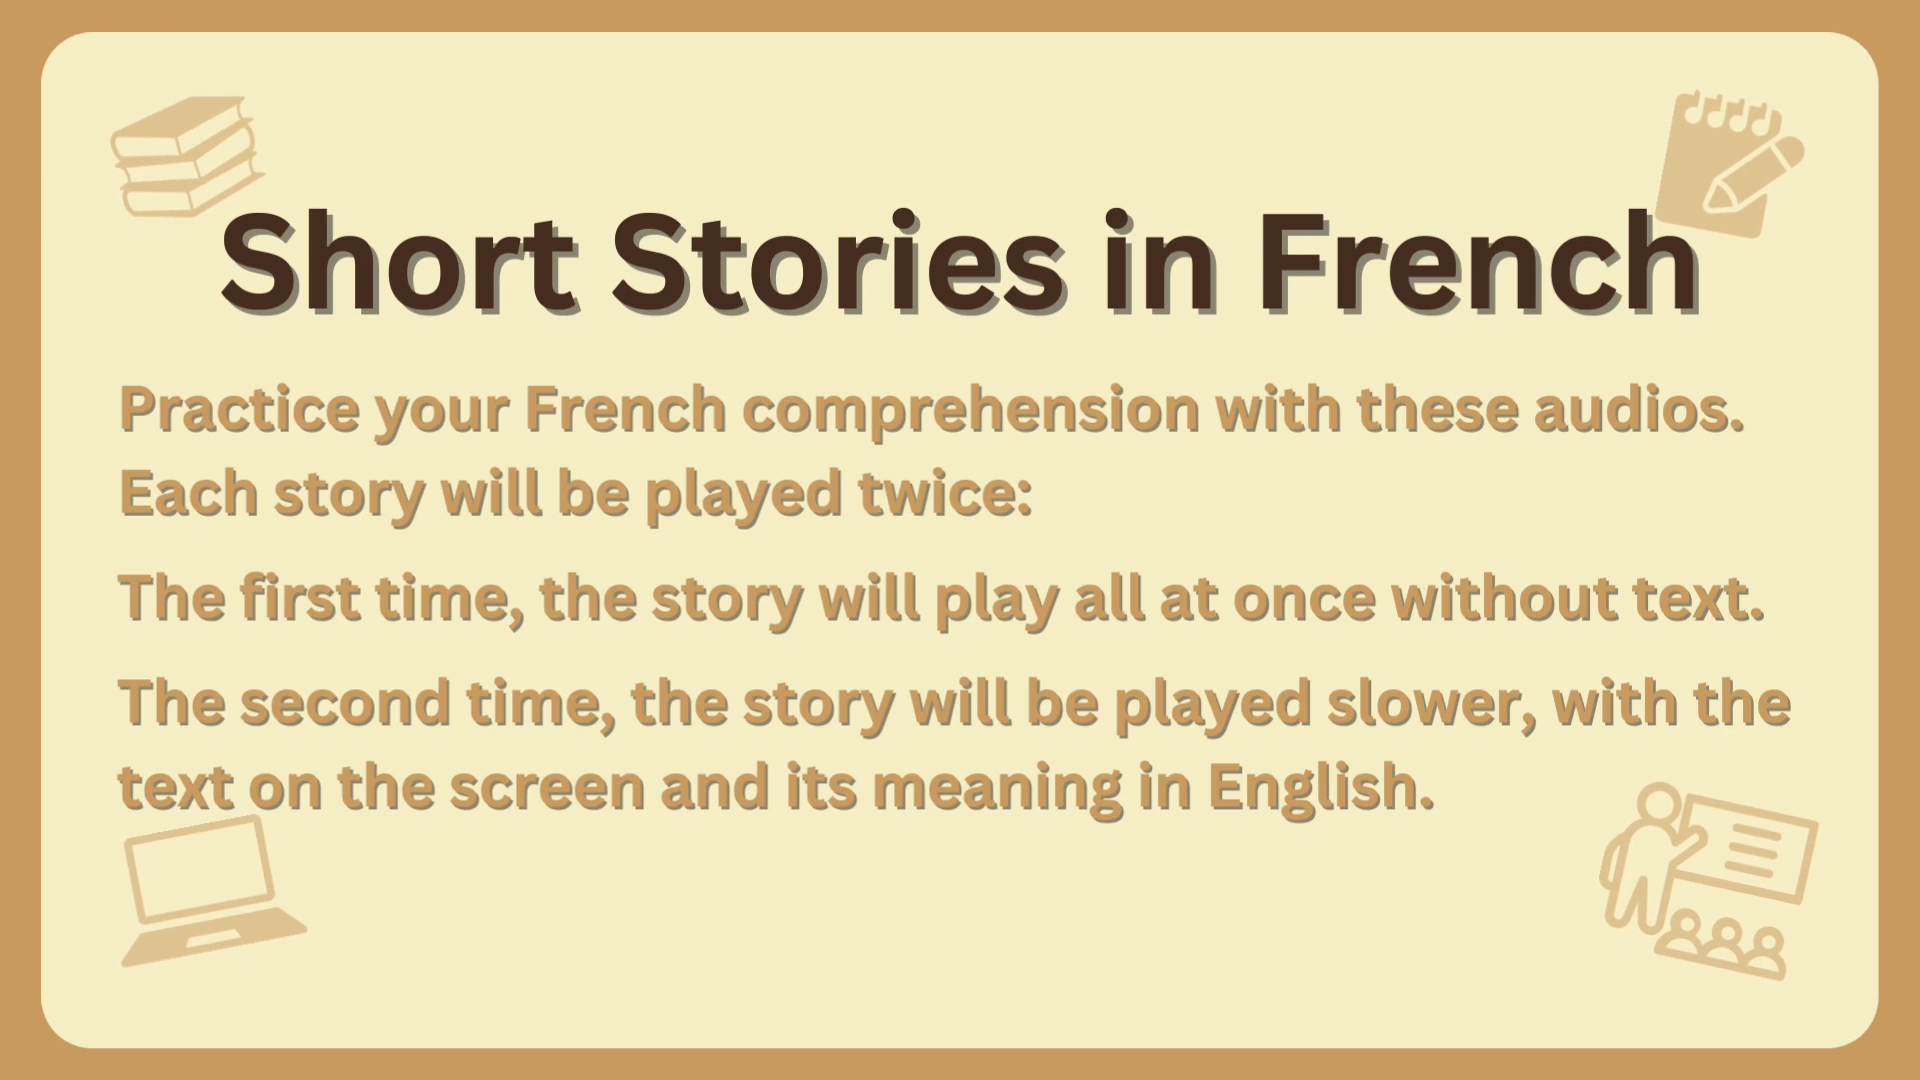 Short Stories in French
Practice your French comprehension with these audios.
Each story will be played twice:
The first time, the story will play all at once without text.
The second time, the story will be played slower, with the
text on the screen and its meaning in English.